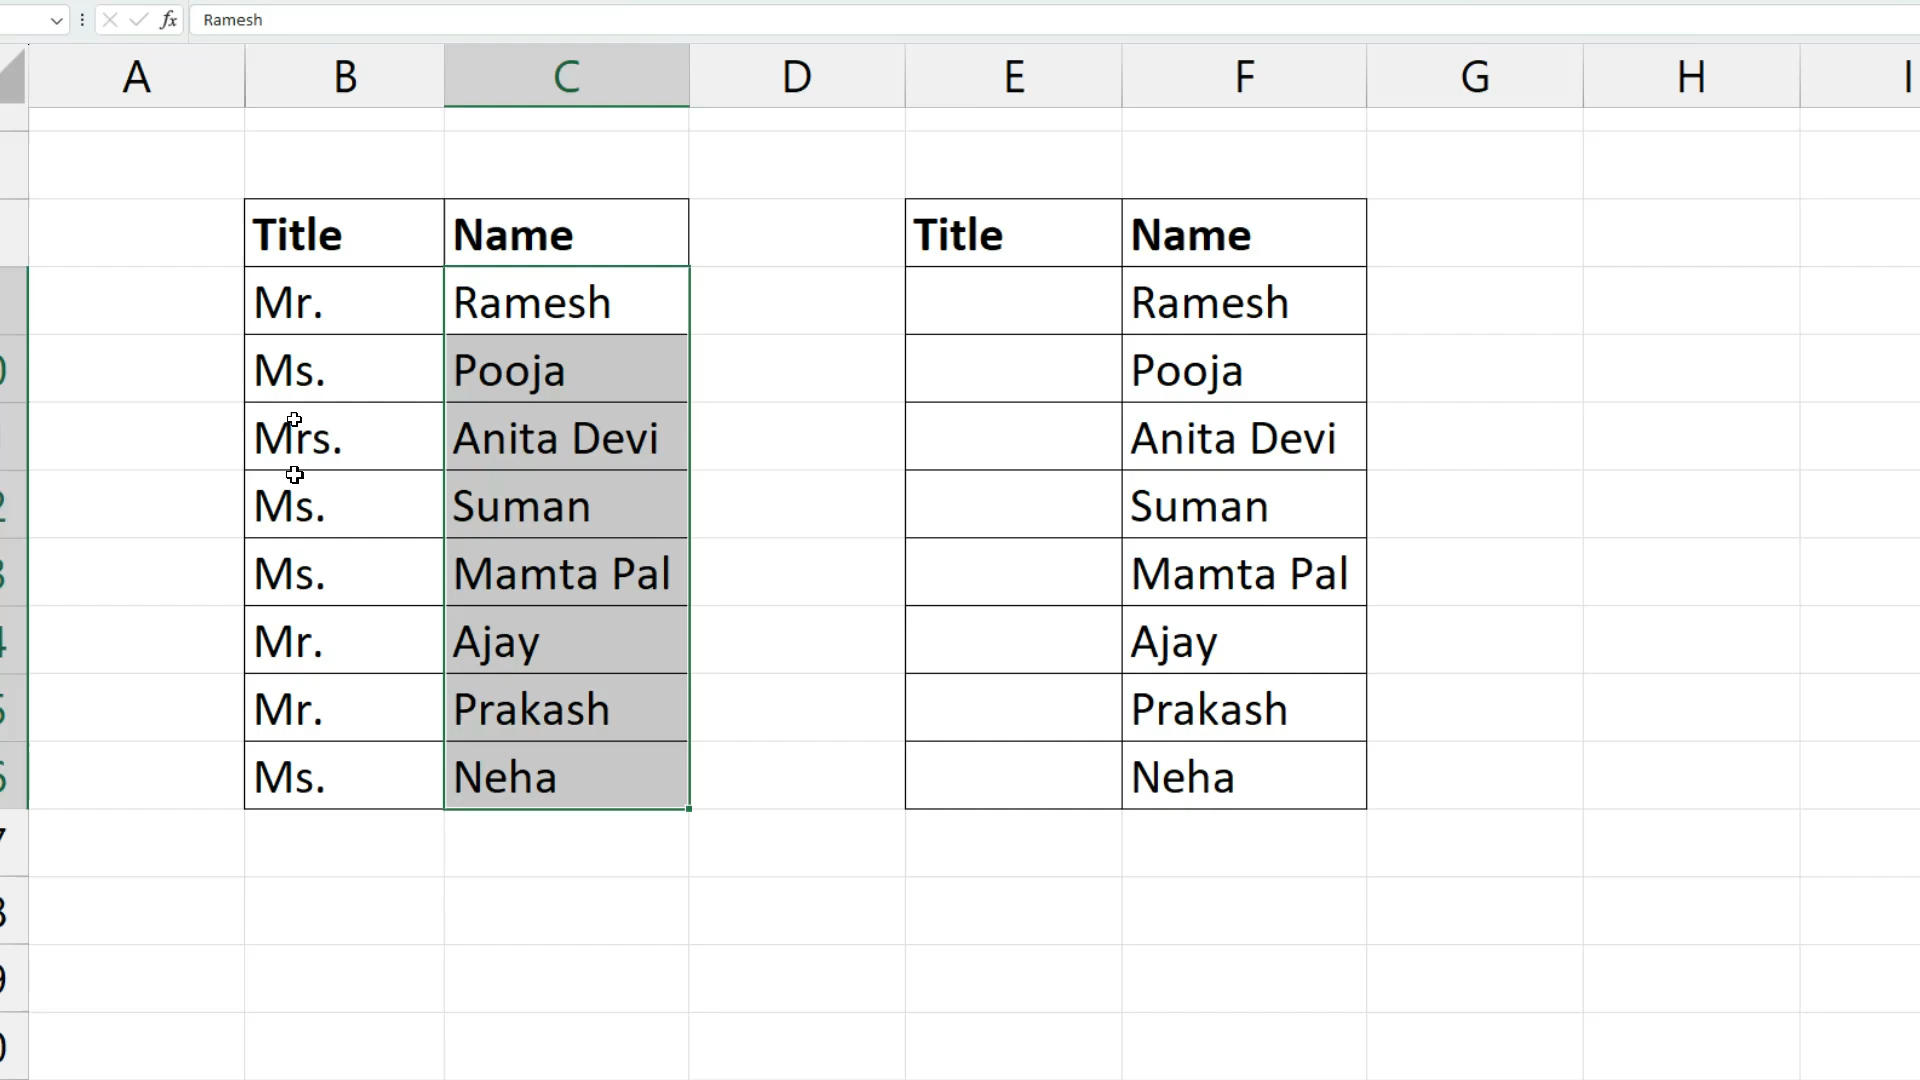 fx Ramesh
A B C D E F G H I
Title Name Title Name
Mr. Ramesh Ramesh
Ms. Pooja Pooja
Mrs. Anita Devi Anita Devi
Ms. Suman Suman
Ms. Mamta Pal Mamta Pal
Mr. Ajay Ajay
Mr. Prakash Prakash
Ms. Neha Neha